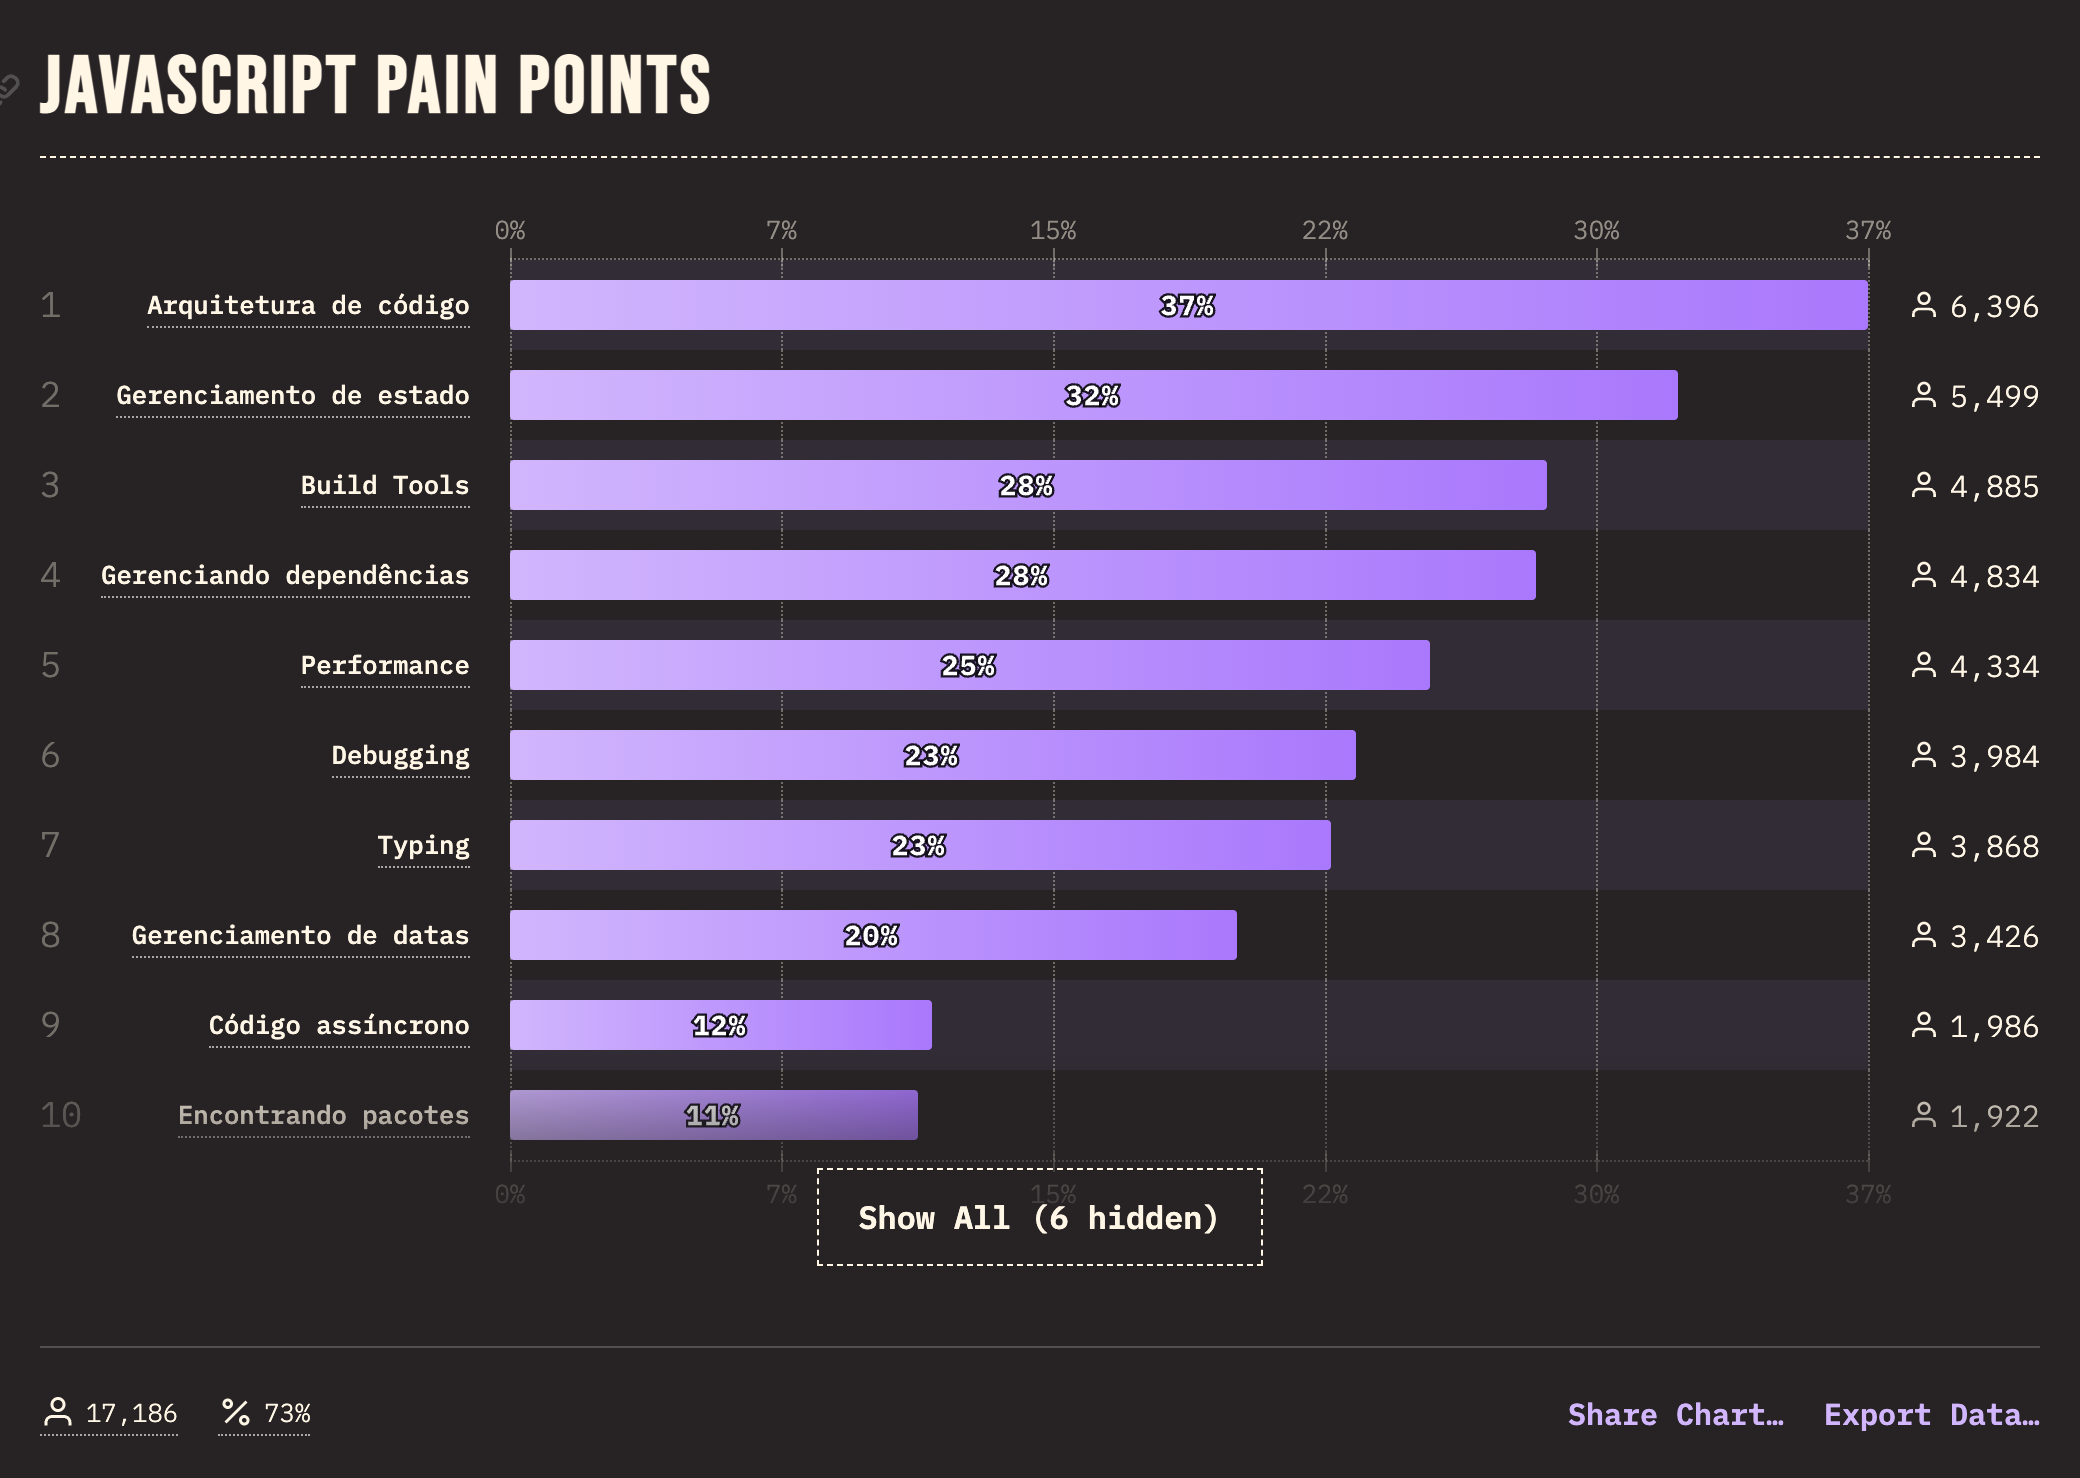 JAVASCRIPT PAIN POINTS
0% 7% 15% 22% 30% 37%
1 Arquitetura de código 37% 6,396
2 Gerenciamento de estado 32% 5,499
3 Build Tools 28% 4,885
4 Gerenciando dependências 28% 4,834
5 Performance 25% 4,334
6 Debugging 23% 3,984
7 Typing 23% 3,868
8 Gerenciamento de datas 20% 3,426
9 Código assíncrono 12% 1,986
10 Encontrando pacotes 11% 1,922
0% 7% 15% 22% 30% 37%
Show All (6 hidden)
17,186 73% Share Chart… Export Data…